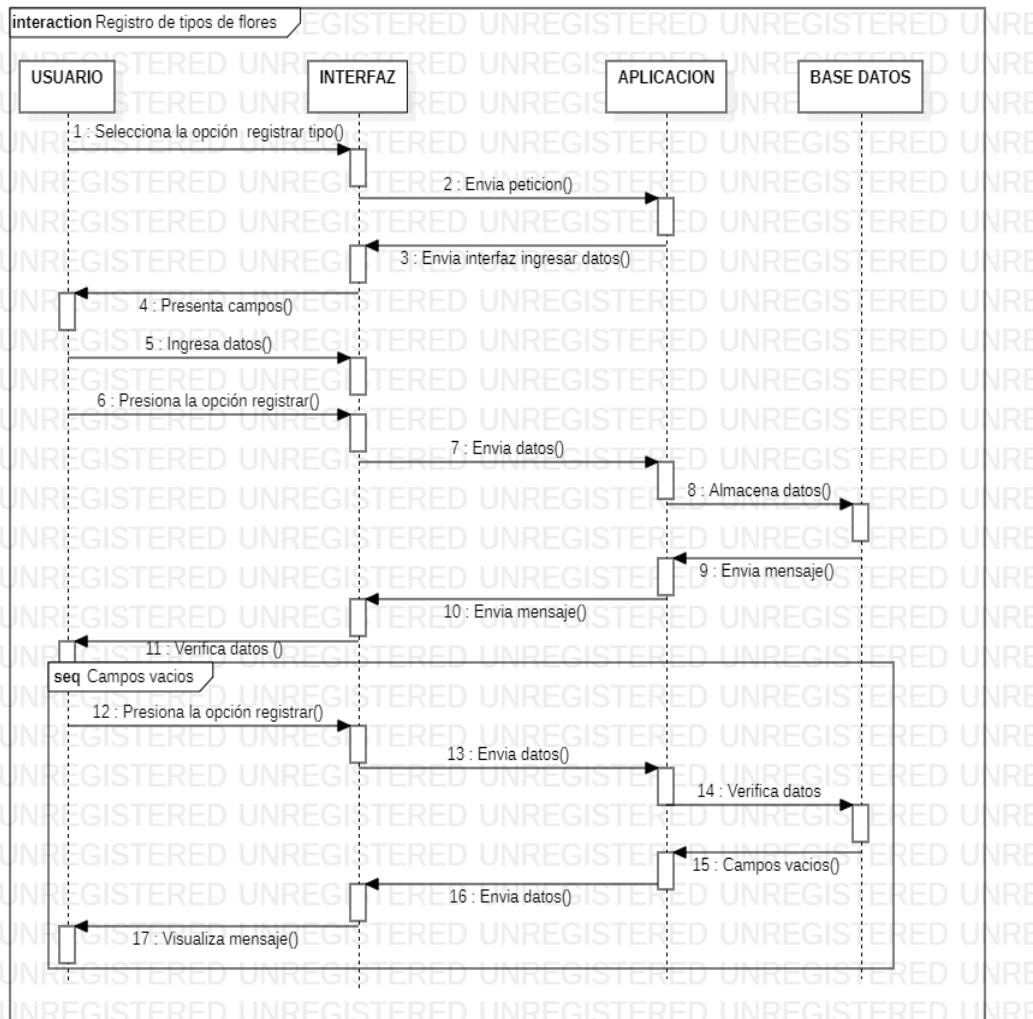 interaction Registro de tipos de flores
USUARIO
INTERFAZ
APLICACION
BASE DATOS
1 : Selecciona la opción registrar tipo()
2 : Envia peticion()
3 : Envia interfaz ingresar datos()
4 : Presenta campos()
5 : Ingresa datos()
6 : Presiona la opción registrar()
7 : Envia datos()
8 : Almacena datos()
9 : Envia mensaje()
10 : Envia mensaje()
11 : Verifica datos ()
seq Campos vacios
12 : Presiona la opción registrar()
13 : Envia datos()
14 : Verifica datos
15 : Campos vacios()
16 : Envia datos()
17 : Visualiza mensaje()
UNREGISTERED